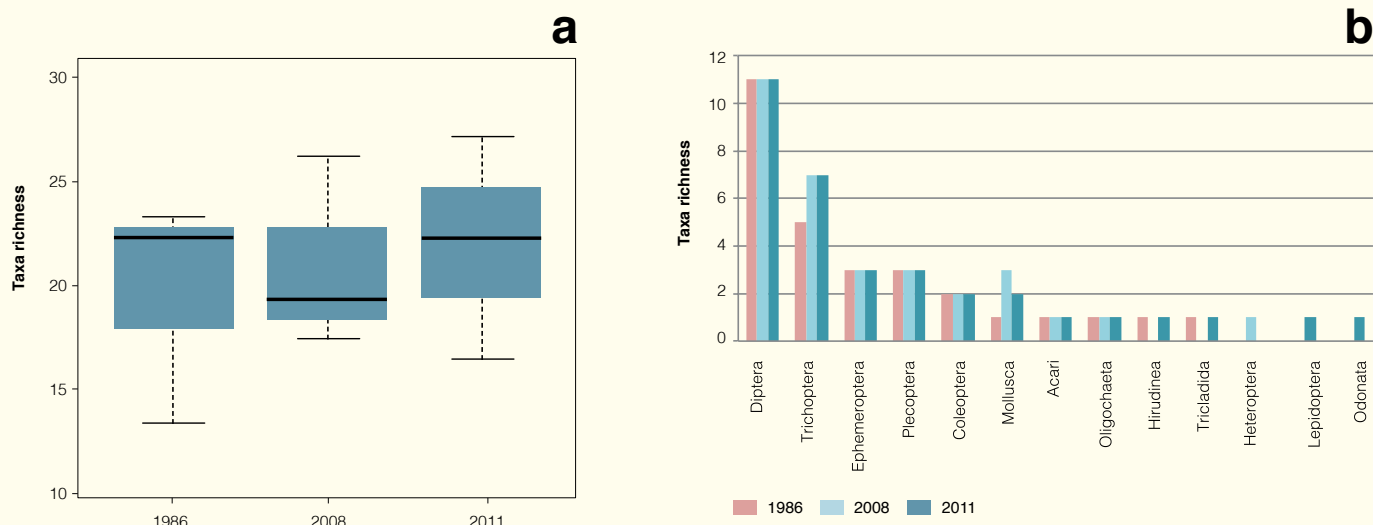 a
Taxa richness
30
25
20
15
10
1986 2008 2011
b
Taxa richness
12
10
8
6
4
2
0
Diptera
Trichoptera
Ephemeroptera
Plecoptera
Coleoptera
Mollusca
Acari
Oligochaeta
Hirudinea
Tricladida
Heteroptera
Lepidoptera
Odonata
1986 2008 2011